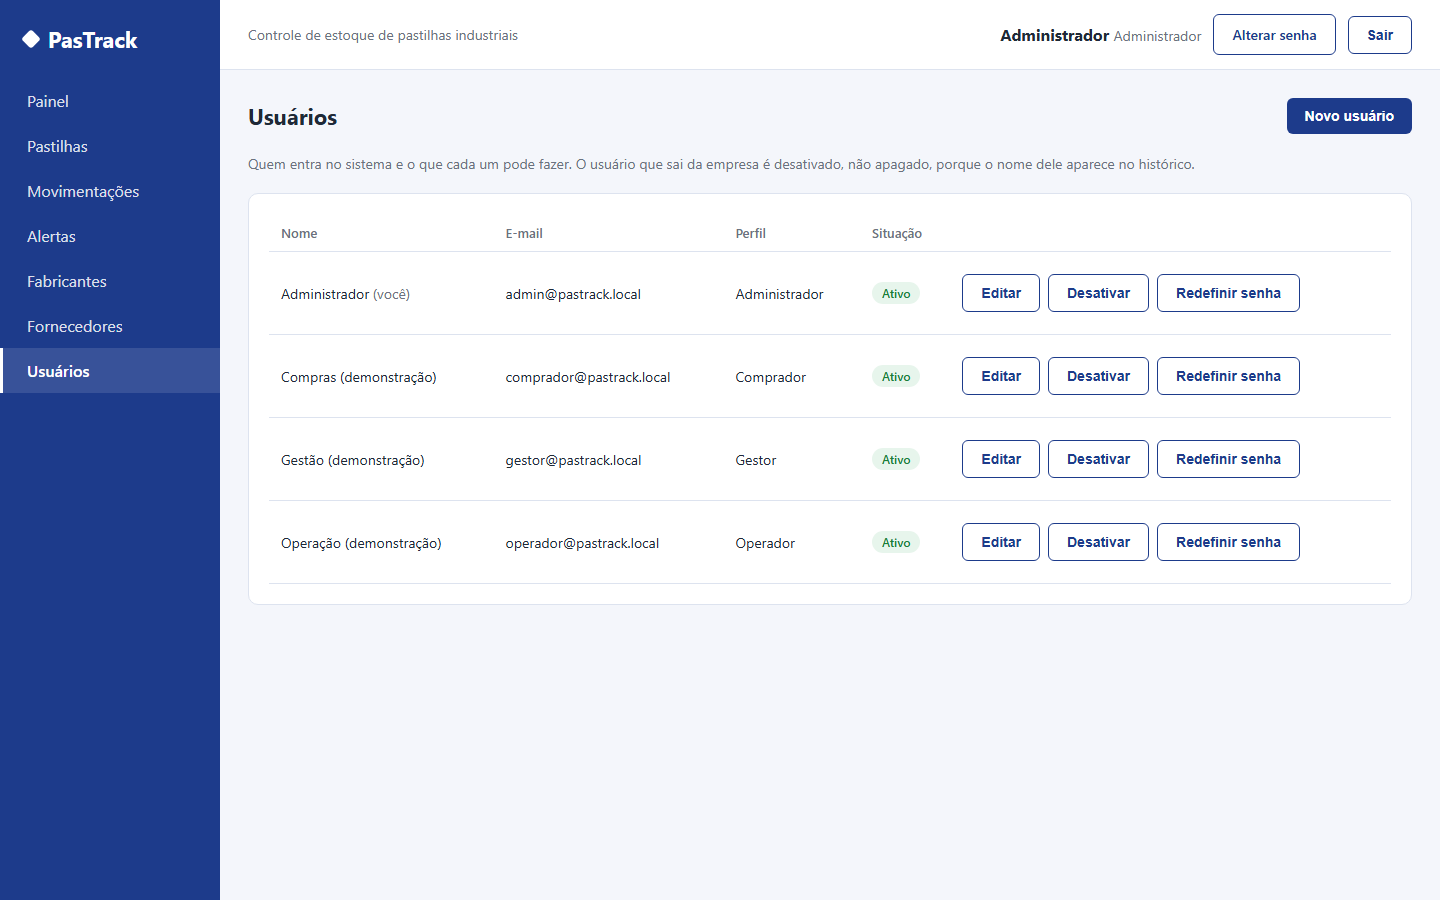 PasTrack
Painel
Pastilhas
Movimentações
Alertas
Fabricantes
Fornecedores
Usuários
Controle de estoque de pastilhas industriais
Administrador Administrador Alterar senha Sair
Usuários
Novo usuário
Quem entra no sistema e o que cada um pode fazer. O usuário que sai da empresa é desativado, não apagado, porque o nome dele aparece no histórico.
Nome E-mail Perfil Situação
Administrador (você) admin@pastrack.local Administrador Ativo Editar Desativar Redefinir senha
Compras (demonstração) comprador@pastrack.local Comprador Ativo Editar Desativar Redefinir senha
Gestão (demonstração) gestor@pastrack.local Gestor Ativo Editar Desativar Redefinir senha
Operação (demonstração) operador@pastrack.local Operador Ativo Editar Desativar Redefinir senha